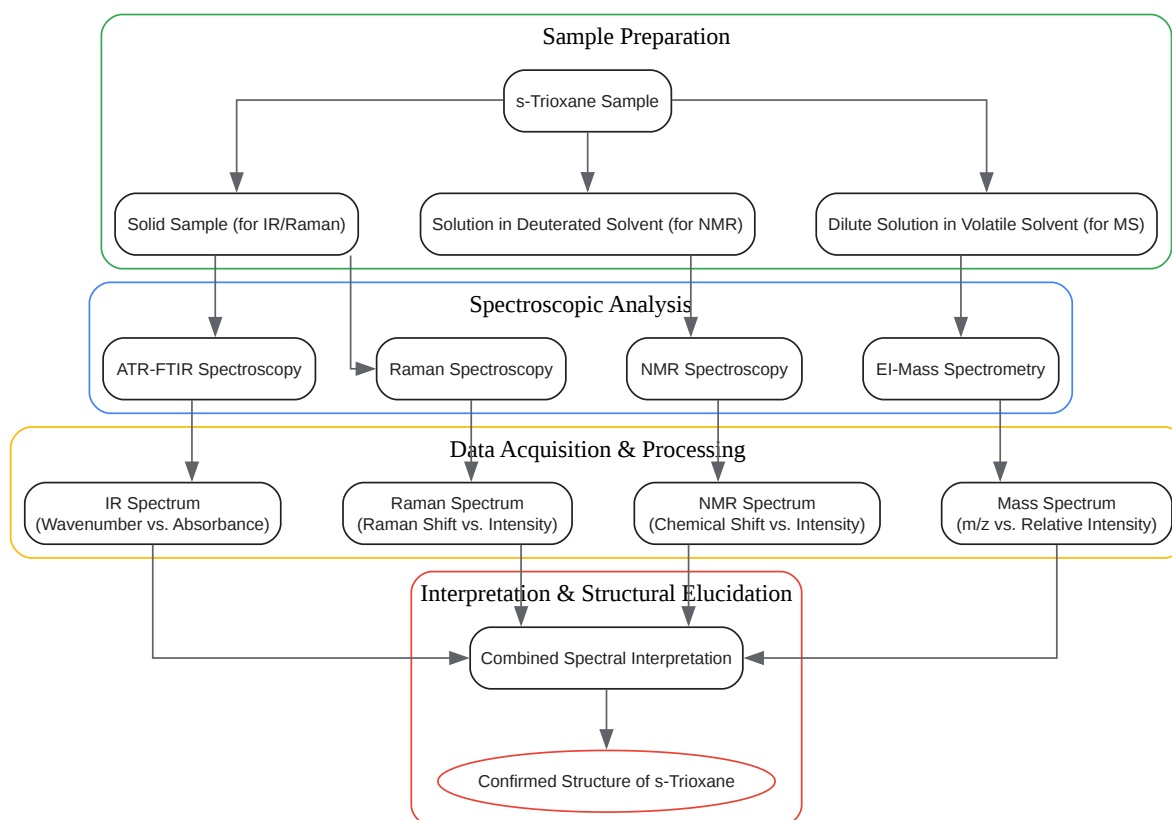 Sample Preparation
s-Trioxane Sample
Solid Sample (for IR/Raman)
Solution in Deuterated Solvent (for NMR)
Dilute Solution in Volatile Solvent (for MS)
Spectroscopic Analysis
ATR-FTIR Spectroscopy
Raman Spectroscopy
NMR Spectroscopy
EI-Mass Spectrometry
Data Acquisition & Processing
IR Spectrum
(Wavenumber vs. Absorbance)
Raman Spectrum
(Raman Shift vs. Intensity)
NMR Spectrum
(Chemical Shift vs. Intensity)
Mass Spectrum
(m/z vs. Relative Intensity)
Interpretation & Structural Elucidation
Combined Spectral Interpretation
Confirmed Structure of s-Trioxane